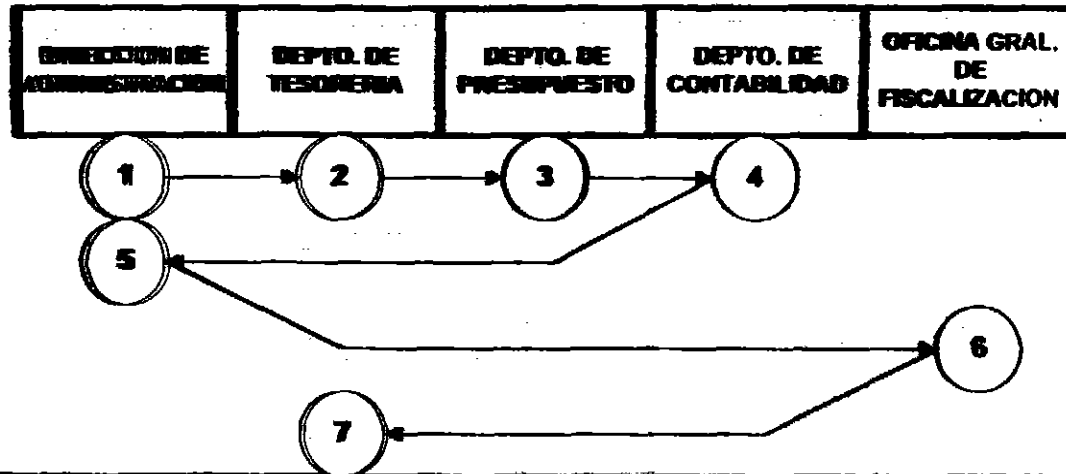 DIRECCION DE
ADMINISTRACION
DEPTO. DE
TESORERIA
DEPTO. DE
PRESUPUESTO
DEPTO. DE
CONTABILIDAD
OFICINA GRAL.
DE
FISCALIZACION
1
2
3
4
5
6
7